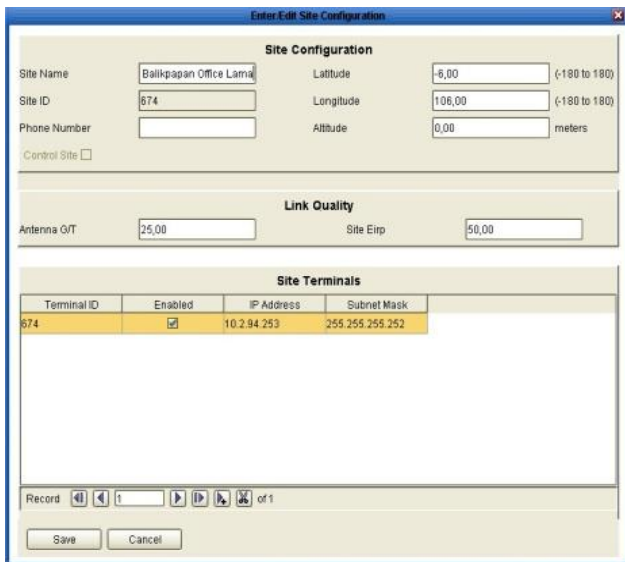 Enter/Edit Site Configuration
Site Configuration
Site Name Balikpapan Office Lama Latitude -6,00 (-180 to 180)
Site ID 674 Longitude 106,00 (-180 to 180)
Phone Number Altitude 0,00 meters
Control Site
Link Quality
Antenna G/T 25,00 Site Eirp 50,00
Site Terminals
Terminal ID Enabled IP Address Subnet Mask
674 10.2.94.253 255.255.255.252
Record 1 of 1
Save Cancel